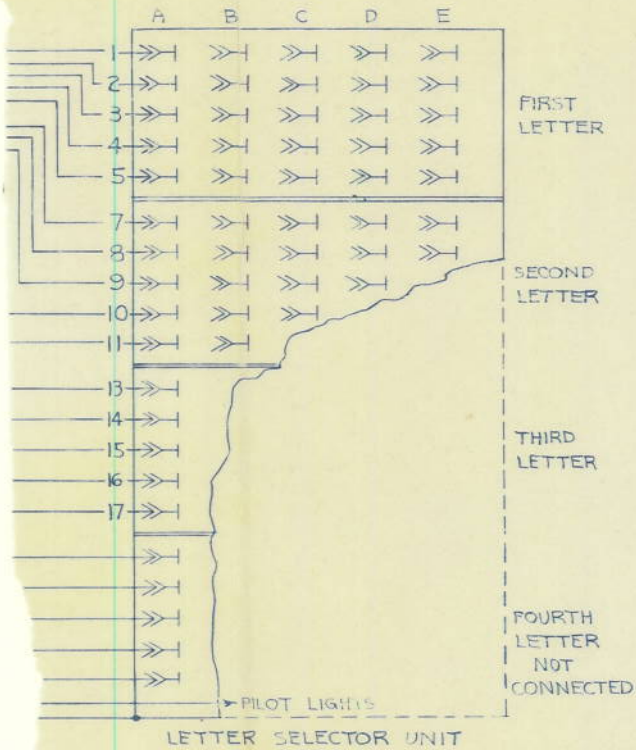 A B C D E
1
2
3
4
5
FIRST
LETTER
7
8
9
10
11
SECOND
LETTER
13
14
15
16
17
THIRD
LETTER
FOURTH
LETTER
NOT
CONNECTED
PILOT LIGHTS
LETTER SELECTOR UNIT